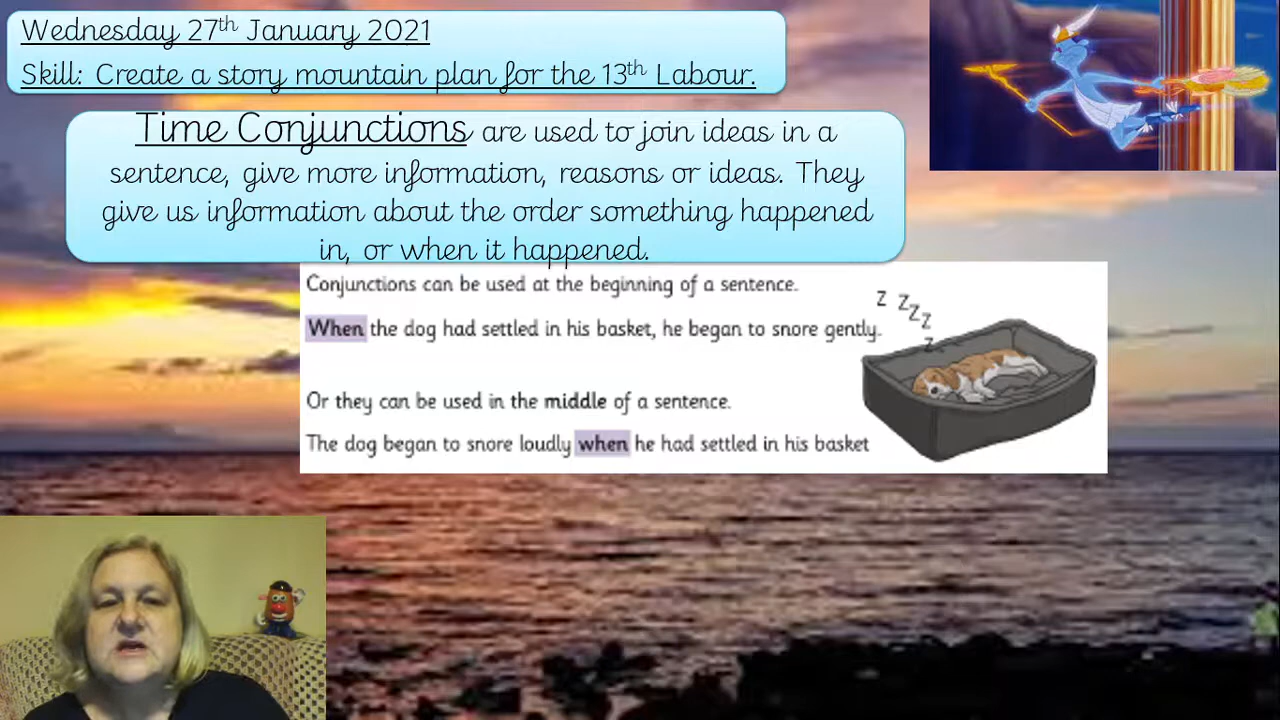 Wednesday 27th January 2021
Skill: Create a story mountain plan for the 13th Labour.
Time Conjunctions are used to join ideas in a
sentence, give more information, reasons or ideas. They
give us information about the order something happened
in, or when it happened.
Conjunctions can be used at the beginning of a sentence.
When the dog had settled in his basket, he began to snore gently.
Or they can be used in the middle of a sentence.
The dog began to snore loudly when he had settled in his basket
z zzz
z